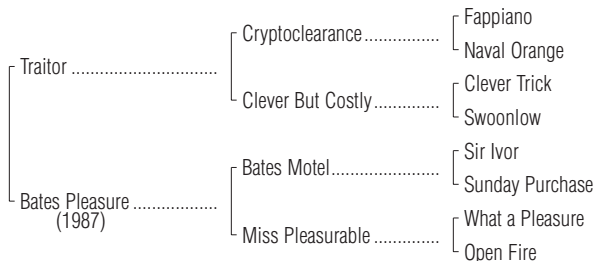 Fappiano
Cryptoclearance................
Naval Orange
Traitor ...............................
Clever Trick
Clever But Costly..............
Swoonlow
Sir Ivor
Bates Motel.......................
Sunday Purchase
Bates Pleasure ..................
(1987)
What a Pleasure
Miss Pleasurable ..............
Open Fire